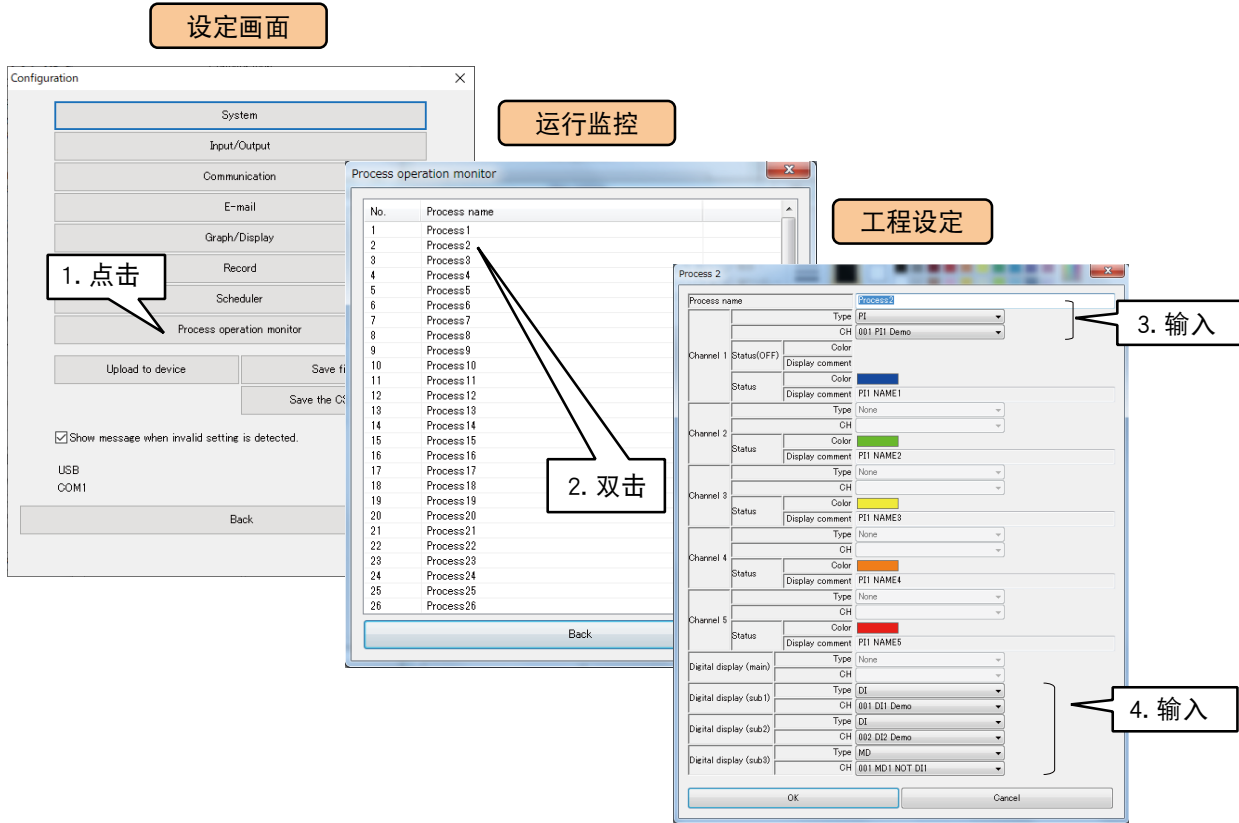 设定画面
Configuration
System
Input/Output
Communication
E-mail
Graph/Display
Record
Scheduler
Process operation monitor
Upload to device
Save fi
Save the CS
Show message when invalid setting is detected.
USB
COM1
Back
1. 点击
运行监控
Process operation monitor
No. Process name
1 Process1
2 Process2
3 Process3
4 Process4
5 Process5
6 Process6
7 Process7
8 Process8
9 Process9
10 Process10
11 Process11
12 Process12
13 Process13
14 Process14
15 Process15
16 Process16
17 Process17
18 Process18
19 Process19
20 Process20
21 Process21
22 Process22
23 Process23
24 Process24
25 Process25
26 Process26
Back
2. 双击
工程设定
Process 2
Process name Process2
Channel 1
Type PI
CH 001 PI1 Demo
Status(OFF)
Color
Display comment
Status
Color
Display comment PI1 NAME1
Channel 2
Type None
CH
Status
Color
Display comment PI1 NAME2
Channel 3
Type None
CH
Status
Color
Display comment PI1 NAME3
Channel 4
Type None
CH
Status
Color
Display comment PI1 NAME4
Channel 5
Type None
CH
Status
Color
Display comment PI1 NAME5
Digital display (main)
Type None
CH
Digital display (sub1)
Type DI
CH 001 DI1 Demo
Digital display (sub2)
Type DI
CH 002 DI2 Demo
Digital display (sub3)
Type MD
CH 001 MD1 NOT DI1
OK
Cancel
3. 输入
4. 输入